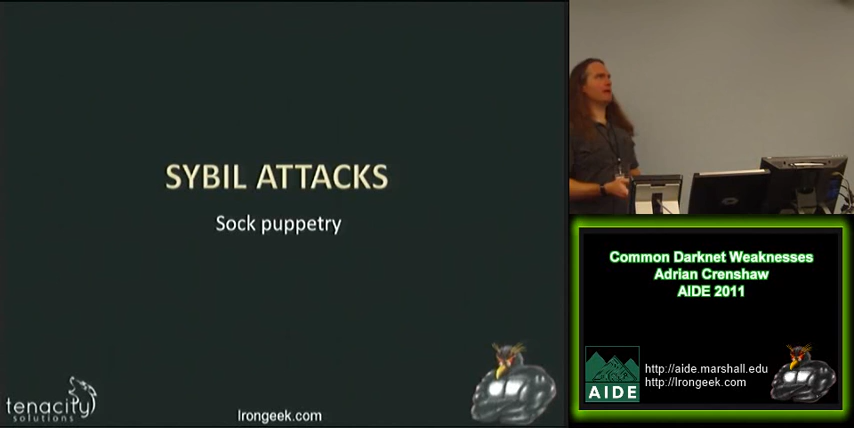 SYBIL ATTACKS
Sock puppetry
tenacity
solutions
Irongeek.com
Common Darknet Weaknesses
Adrian Crenshaw
AIDE 2011
AIDE
http://aide.marshall.edu
http://Irongeek.com